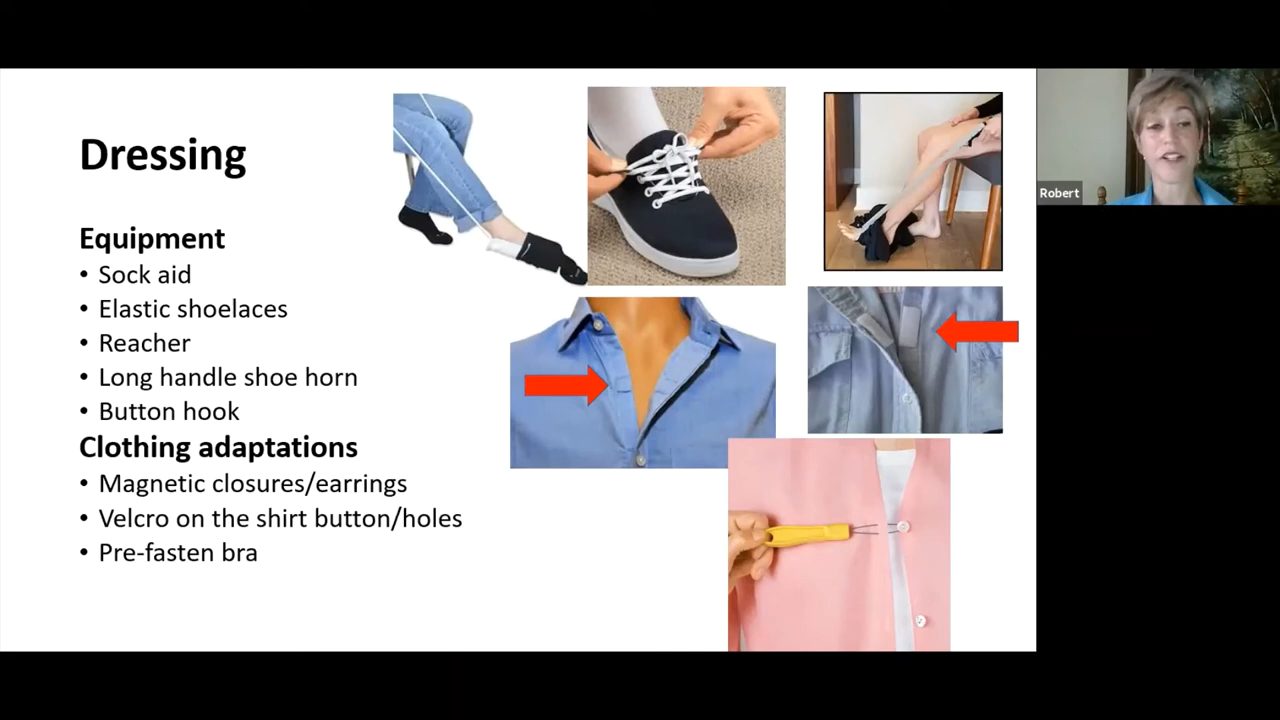 Dressing
Equipment
• Sock aid
• Elastic shoelaces
• Reacher
• Long handle shoe horn
• Button hook
Clothing adaptations
• Magnetic closures/earrings
• Velcro on the shirt button/holes
• Pre-fasten bra
Robert